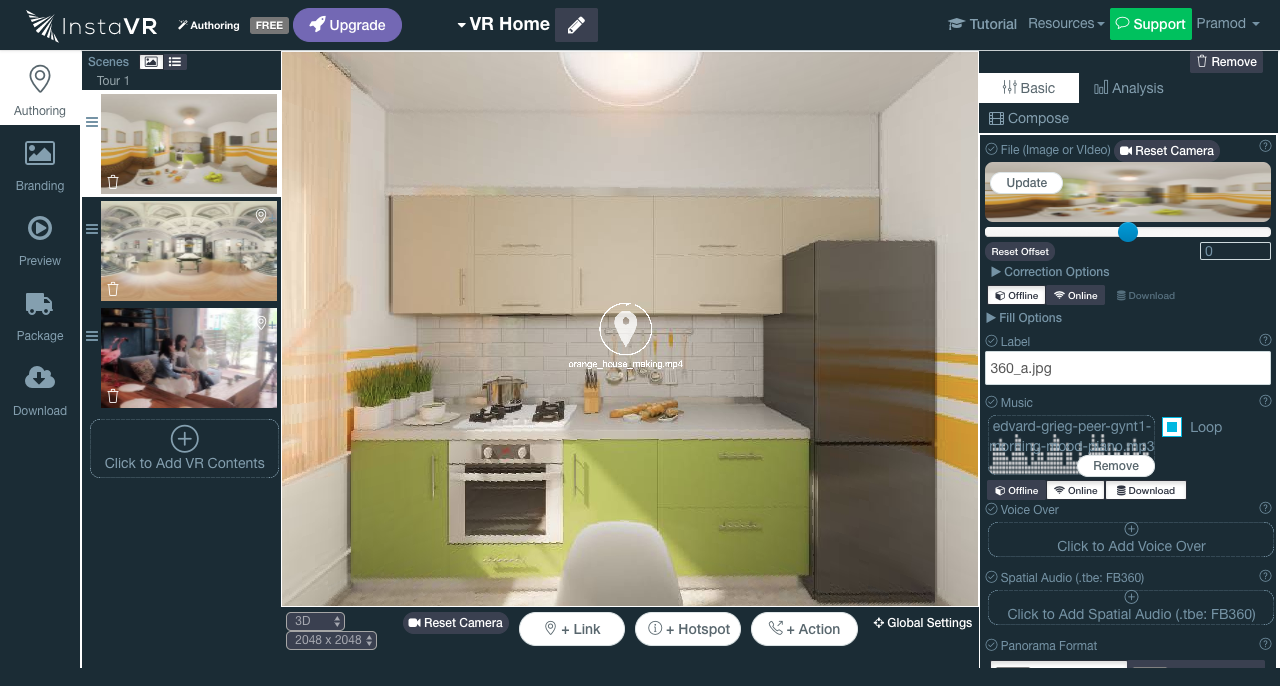 InstaVR
Authoring
FREE
Upgrade
VR Home
Tutorial
Resources
Support
Pramod
Authoring
Branding
Preview
Package
Download
Scenes
Tour 1
Click to Add VR Contents
orange_house_making.mp4
3D
2048 x 2048
Reset Camera
+ Link
+ Hotspot
+ Action
Global Settings
Remove
Basic
Analysis
Compose
File (Image or VIdeo)
Reset Camera
Update
Reset Offset
0
Correction Options
Offline
Online
Download
Fill Options
Label
360_a.jpg
Music
edvard-grieg-peer-gynt1-
morning-mood-piano.mp3
Loop
Remove
Offline
Online
Download
Voice Over
Click to Add Voice Over
Spatial Audio (.tbe: FB360)
Click to Add Spatial Audio (.tbe: FB360)
Panorama Format